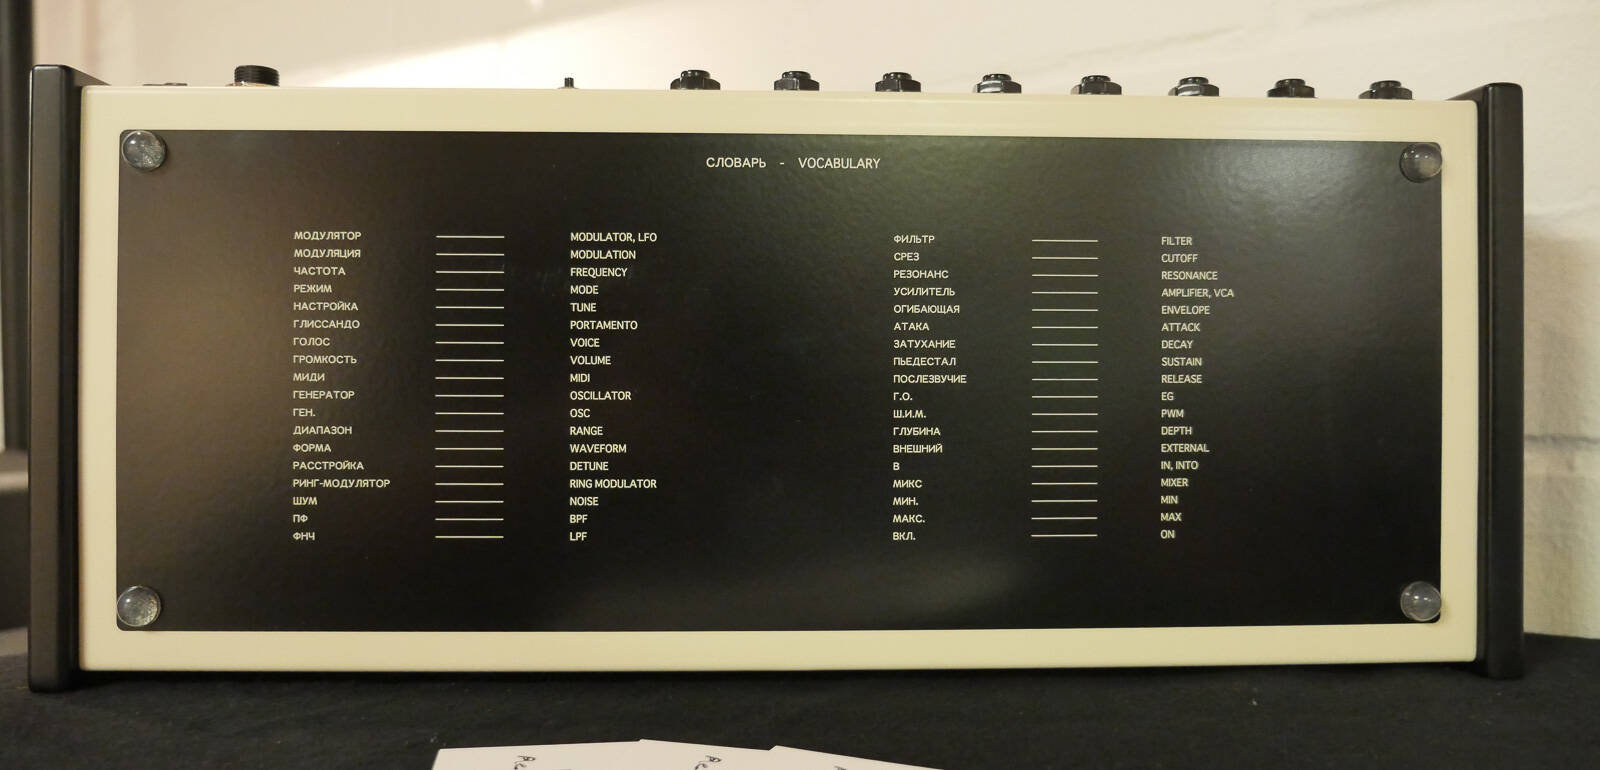 СЛОВАРЬ - VOCABULARY
МОДУЛЯТОР MODULATOR, LFO
МОДУЛЯЦИЯ MODULATION
ЧАСТОТА FREQUENCY
РЕЖИМ MODE
НАСТРОЙКА TUNE
ГЛИССАНДО PORTAMENTO
ГОЛОС VOICE
ГРОМКОСТЬ VOLUME
МИДИ MIDI
ГЕНЕРАТОР OSCILLATOR
ГЕН. OSC
ДИАПАЗОН RANGE
ФОРМА WAVEFORM
РАССТРОЙКА DETUNE
РИНГ-МОДУЛЯТОР RING MODULATOR
ШУМ NOISE
ПФ BPF
ФНЧ LPF
ФИЛЬТР FILTER
СРЕЗ CUTOFF
РЕЗОНАНС RESONANCE
УСИЛИТЕЛЬ AMPLIFIER, VCA
ОГИБАЮЩАЯ ENVELOPE
АТАКА ATTACK
ЗАТУХАНИЕ DECAY
ПЬЕДЕСТАЛ SUSTAIN
ПОСЛЕЗВУЧИЕ RELEASE
Г.О. EG
Ш.И.М. PWM
ГЛУБИНА DEPTH
ВНЕШНИЙ EXTERNAL
В IN, INTO
МИКС MIXER
МИН. MIN
МАКС. MAX
ВКЛ. ON